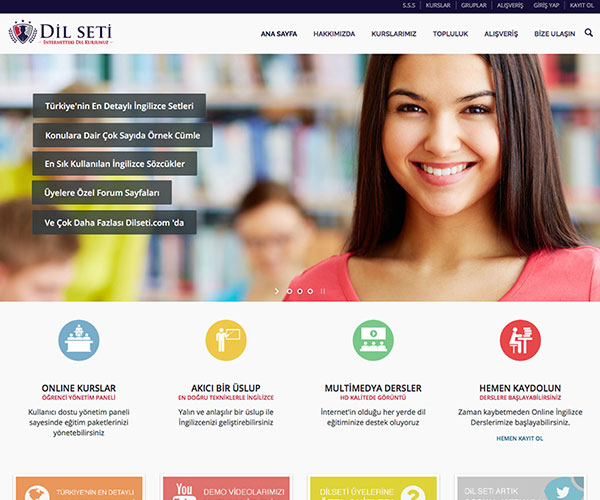 S.S.S | KURSLAR | GRUPLAR | ALIŞVERİŞ | GİRİŞ YAP | KAYIT OL
DİL SETİ
İNTERNETTEKİ DİL KURSUNUZ
ANA SAYFA HAKKIMIZDA KURSLARIMIZ TOPLULUK ALIŞVERİŞ BİZE ULAŞIN
Türkiye'nin En Detaylı İngilizce Setleri
Konulara Dair Çok Sayıda Örnek Cümle
En Sık Kullanılan İngilizce Sözcükler
Üyelere Özel Forum Sayfaları
Ve Çok Daha Fazlası Dilseti.com 'da
ONLINE KURSLAR
ÖĞRENCİ YÖNETİM PANELİ
Kullanıcı dostu yönetim paneli
sayesinde eğitim paketlerinizi
yönetebilirsiniz
AKICI BİR ÜSLUP
EN DOĞRU TEKNİKLERLE İNGİLİZCE
Yalın ve anlaşılır bir üslup ile
İngilizcenizi geliştirebilirsiniz
MULTİMEDYA DERSLER
HD KALİTEDE GÖRÜNTÜ
İnternet'in olduğu her yerde dil
eğitiminize destek oluyoruz
HEMEN KAYDOLUN
DERSLERE BAŞLAYABİLİRSİNİZ
Zaman kaybetmeden Online İngilizce
Derslerimize başlayabilirsiniz.
HEMEN KAYIT OL
TÜRKİYE'NİN EN DETAYLI
You
DEMO VİDEOLARIMIZI
DİLSETİ ÜYELERİNE
DİL SETİ ARTIK